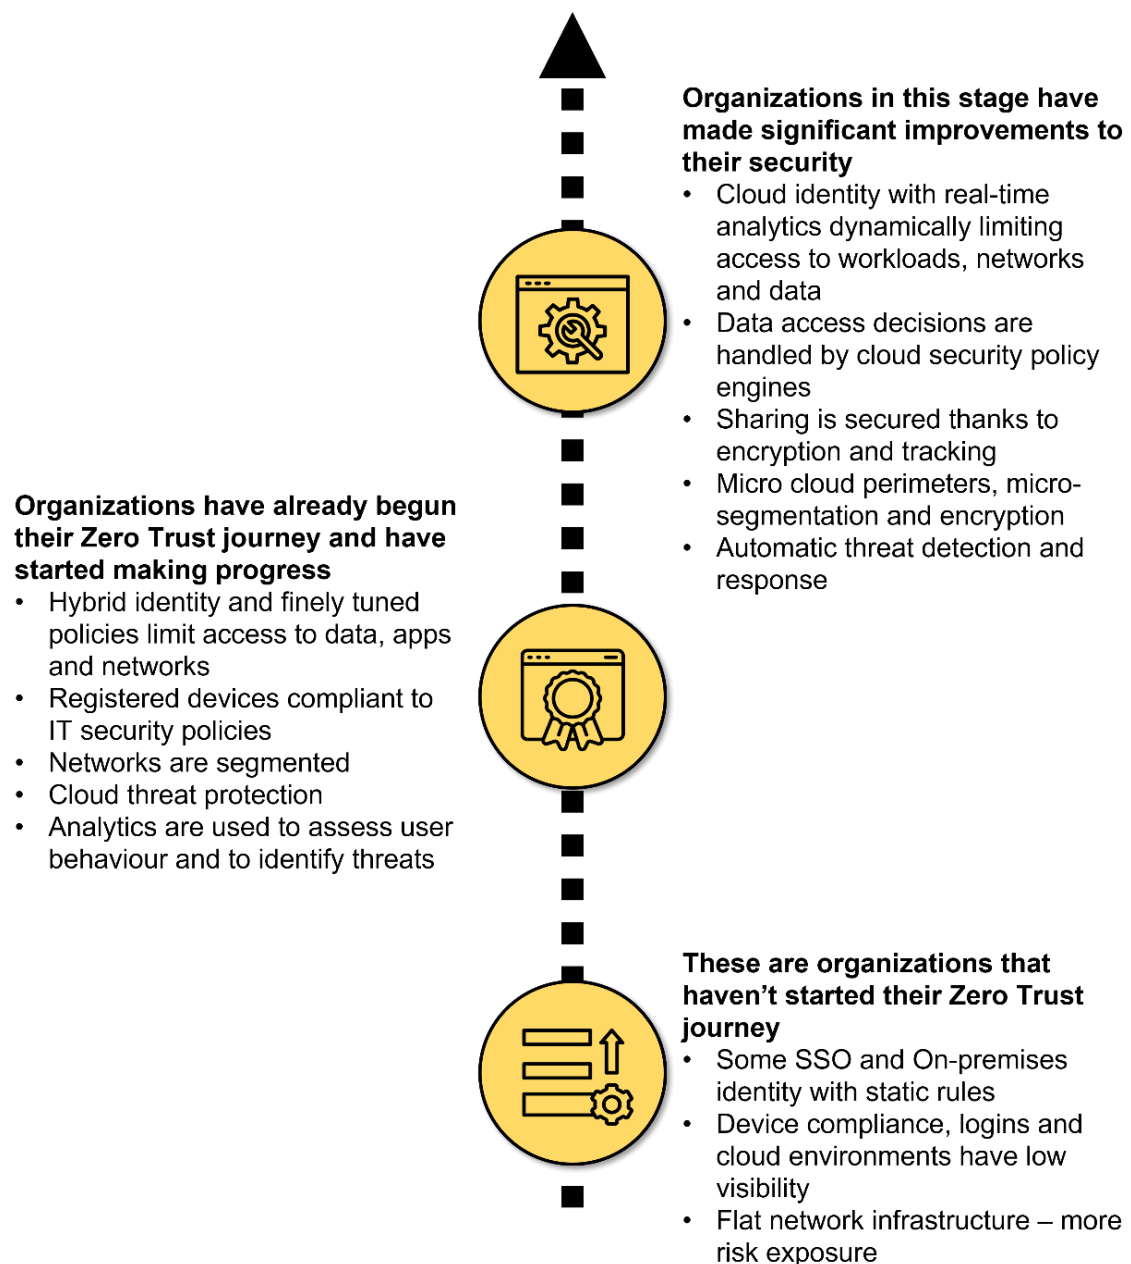 Organizations in this stage have
made significant improvements to
their security
• Cloud identity with real-time
analytics dynamically limiting
access to workloads, networks
and data
• Data access decisions are
handled by cloud security policy
engines
• Sharing is secured thanks to
encryption and tracking
• Micro cloud perimeters, micro-
segmentation and encryption
• Automatic threat detection and
response
Organizations have already begun
their Zero Trust journey and have
started making progress
• Hybrid identity and finely tuned
policies limit access to data, apps
and networks
• Registered devices compliant to
IT security policies
• Networks are segmented
• Cloud threat protection
• Analytics are used to assess user
behaviour and to identify threats
These are organizations that
haven’t started their Zero Trust
journey
• Some SSO and On-premises
identity with static rules
• Device compliance, logins and
cloud environments have low
visibility
• Flat network infrastructure – more
risk exposure